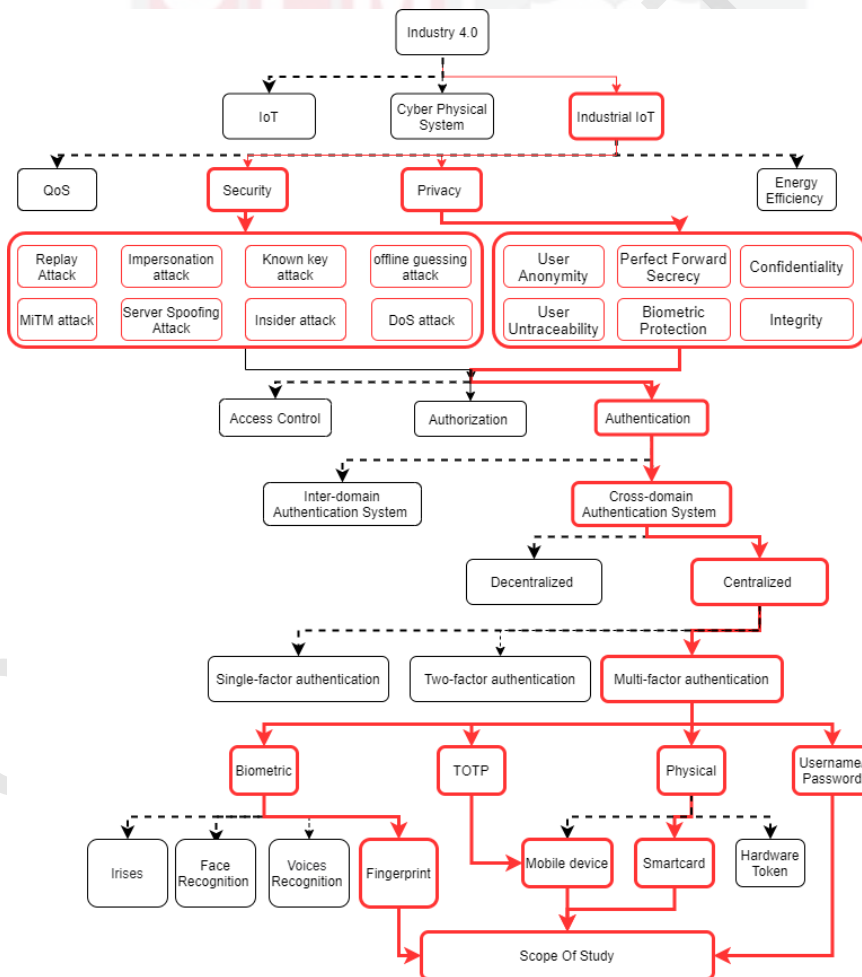 Industry 4.0
IoT
Cyber Physical
System
Industrial IoT
QoS
Security
Privacy
Energy
Efficiency
Replay
Attack
Impersonation
attack
Known key
attack
offline guessing
attack
User
Anonymity
Perfect Forward
Secrecy
Confidentiality
MiTM attack
Server Spoofing
Attack
Insider attack
DoS attack
User
Untraceability
Biometric
Protection
Integrity
Access Control
Authorization
Authentication
Inter-domain
Authentication System
Cross-domain
Authentication System
Decentralized
Centralized
Single-factor authentication
Two-factor authentication
Multi-factor authentication
Biometric
TOTP
Physical
Username/
Password
Irises
Face
Recognition
Voices
Recognition
Fingerprint
Mobile device
Smartcard
Hardware
Token
Scope Of Study